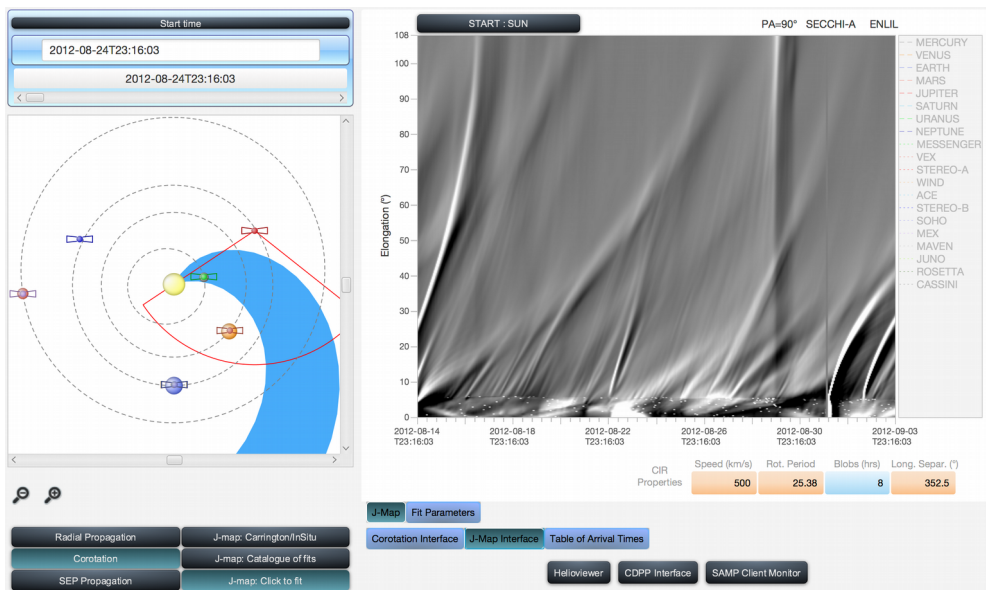 Start time
2012-08-24T23:16:03
2012-08-24T23:16:03
START : SUN
PA=90° SECCHI-A ENLIL
108
100
90
80
70
60
50
40
30
20
10
0
Elongation (°)
2012-08-14 2012-08-18 2012-08-22 2012-08-26 2012-08-30 2012-09-03
T23:16:03 T23:16:03 T23:16:03 T23:16:03 T23:16:03 T23:16:03
MERCURY
VENUS
EARTH
MARS
JUPITER
SATURN
URANUS
NEPTUNE
MESSENGER
VEX
STEREO-A
WIND
ACE
STEREO-B
SOHO
MEX
MAVEN
JUNO
ROSETTA
CASSINI
CIR
Properties
Speed (km/s) Rot. Period Blobs (hrs) Long. Separ. (°)
500 25.38 8 352.5
J-Map Fit Parameters
Corotation Interface J-Map Interface Table of Arrival Times
Helioviewer CDPP Interface SAMP Client Monitor
Radial Propagation J-map: Carrington/InSitu
Corotation J-map: Catalogue of fits
SEP Propagation J-map: Click to fit